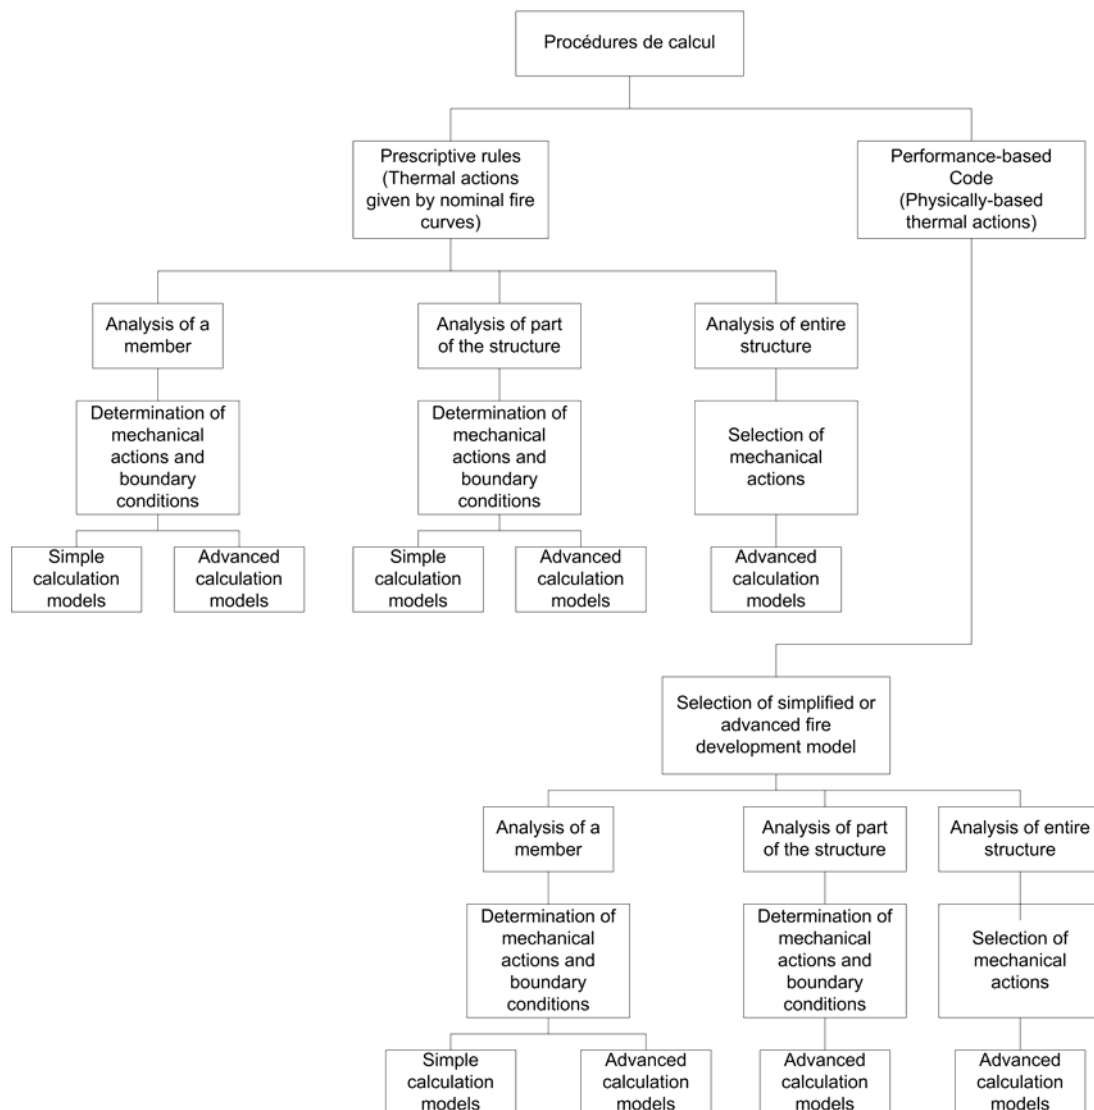 Procédures de calcul
Prescriptive rules
(Thermal actions
given by nominal fire
curves)
Performance-based
Code
(Physically-based
thermal actions)
Analysis of a
member
Analysis of part
of the structure
Analysis of entire
structure
Determination of
mechanical
actions and
boundary
conditions
Determination of
mechanical
actions and
boundary
conditions
Selection of
mechanical
actions
Simple
calculation
models
Advanced
calculation
models
Simple
calculation
models
Advanced
calculation
models
Advanced
calculation
models
Selection of simplified or
advanced fire
development model
Analysis of a
member
Analysis of part
of the structure
Analysis of entire
structure
Determination of
mechanical
actions and
boundary
conditions
Determination of
mechanical
actions and
boundary
conditions
Selection of
mechanical
actions
Simple
calculation
models
Advanced
calculation
models
Advanced
calculation
models
Advanced
calculation
models